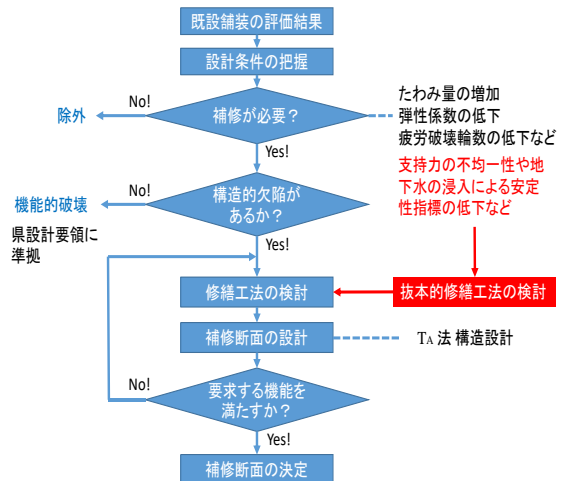 既設舗装の評価結果
設計条件の把握
補修が必要？
No!
除外
Yes!
たわみ量の増加
弾性係数の低下
疲労破壊輪数の低下など
支持力の不均一性や地
下水の浸入による安定
性指標の低下など
構造的欠陥が
あるか？
No!
機能的破壊
県設計要領に
準拠
Yes!
修繕工法の検討
抜本的修繕工法の検討
補修断面の設計
TA 法 構造設計
要求する機能を
満たすか？
No!
Yes!
補修断面の決定